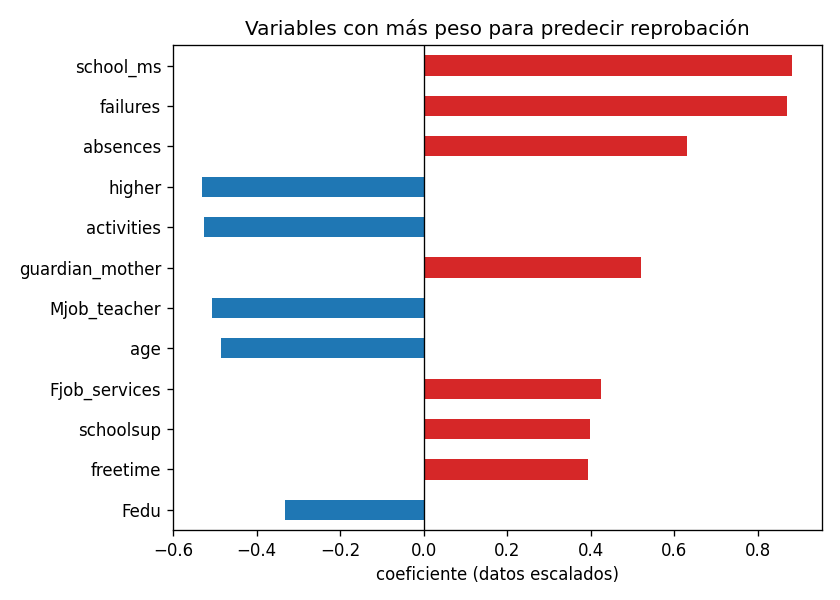 Variables con más peso para predecir reprobación
school_ms
failures
absences
higher
activities
guardian_mother
Mjob_teacher
age
Fjob_services
schoolsup
freetime
Fedu
−0.6 −0.4 −0.2 0.0 0.2 0.4 0.6 0.8
coeficiente (datos escalados)